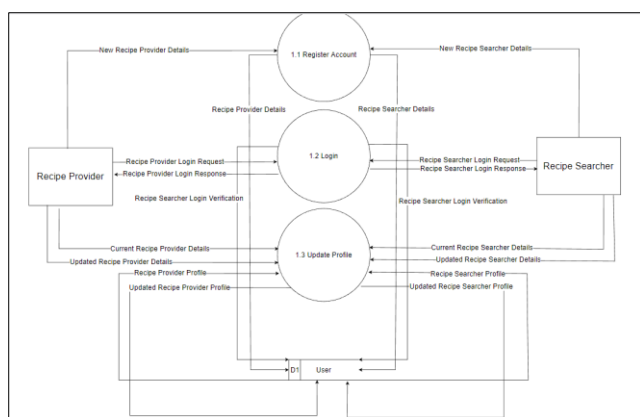 New Recipe Provider Details
New Recipe Searcher Details
1.1 Register Account
Recipe Provider Details
Recipe Searcher Details
1.2 Login
Recipe Provider Login Request
Recipe Searcher Login Request
Recipe Provider
Recipe Searcher
Recipe Provider Login Response
Recipe Searcher Login Response
Recipe Searcher Login Verification
Recipe Searcher Login Verification
Current Recipe Provider Details
Current Recipe Searcher Details
1.3 Update Profile
Updated Recipe Provider Details
Updated Recipe Searcher Details
Recipe Provider Profile
Recipe Searcher Profile
Updated Recipe Provider Profile
Updated Recipe Searcher Profile
D1 User